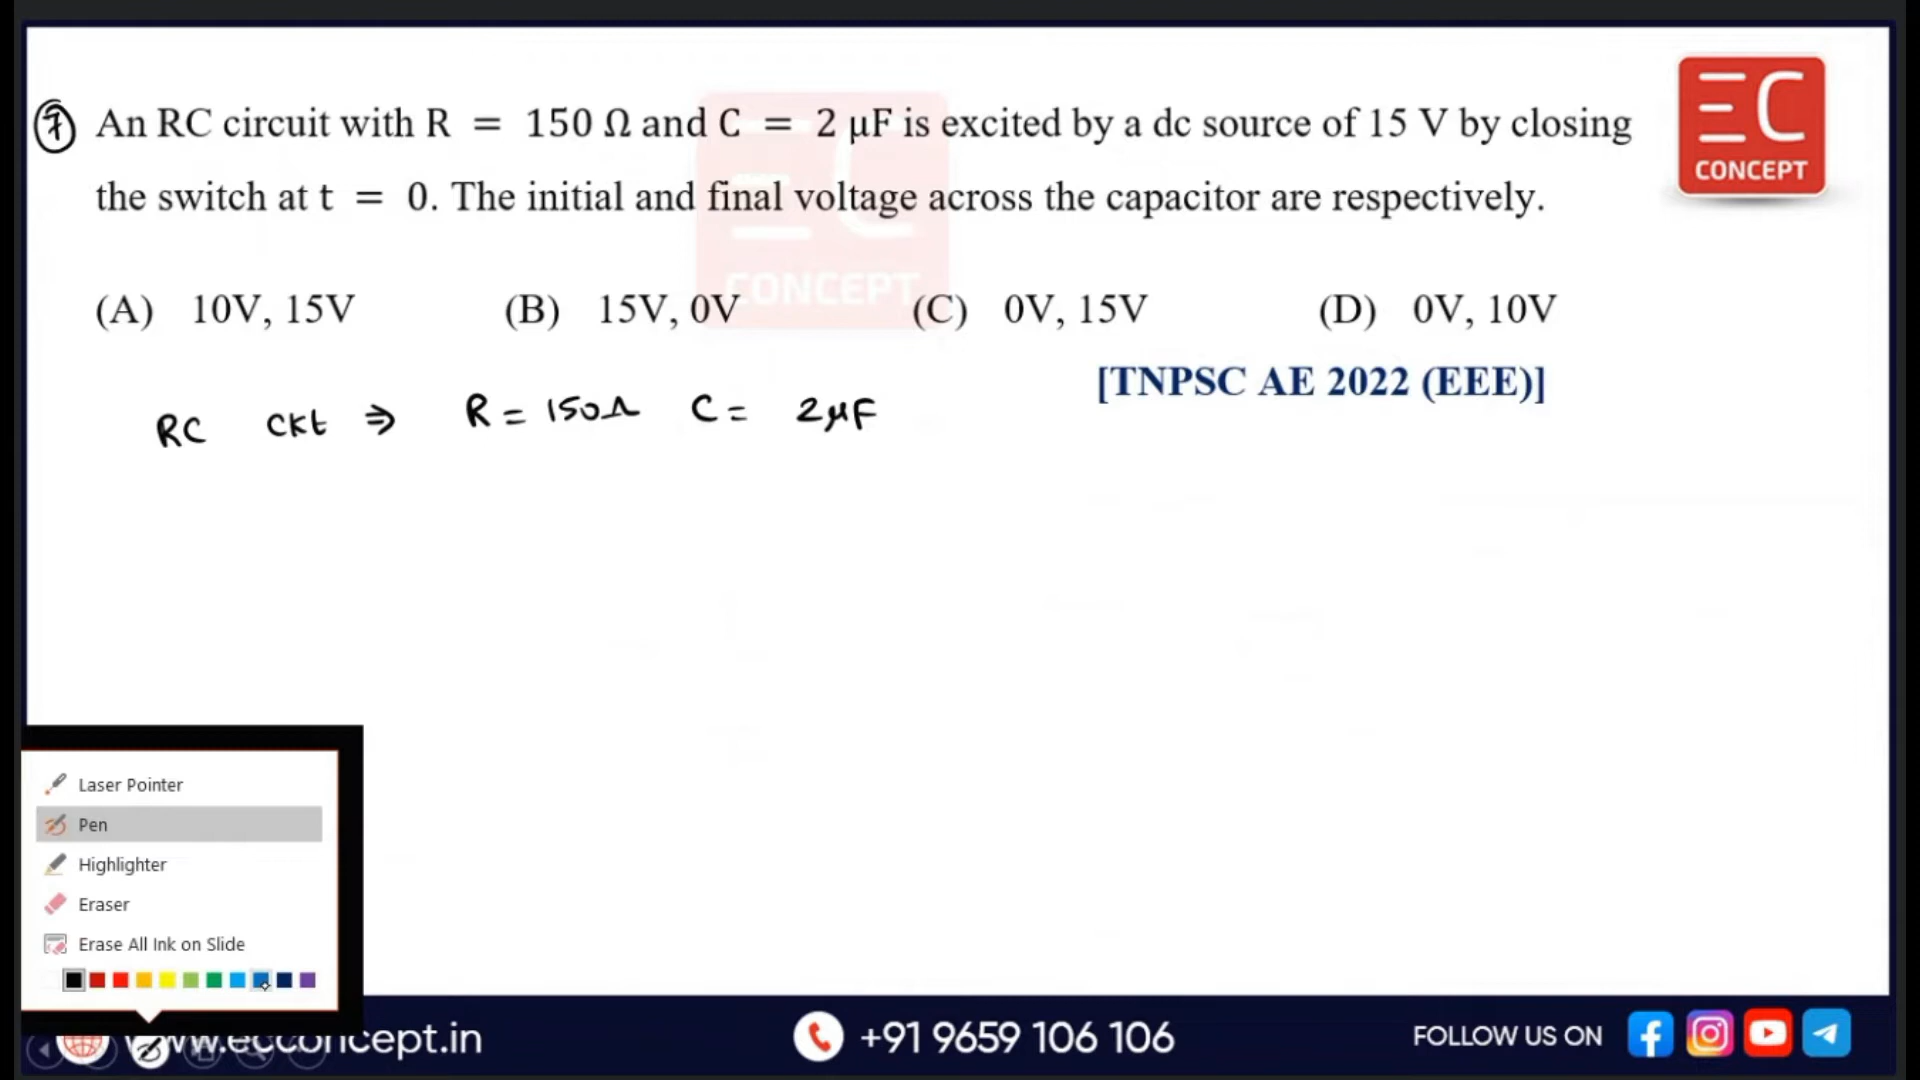 EC
CONCEPT
7 An RC circuit with R = 150 Ω and C = 2 μF is excited by a dc source of 15 V by closing
the switch at t = 0. The initial and final voltage across the capacitor are respectively.
CONCEPT
(A) 10V, 15V (B) 15V, 0V (C) 0V, 15V (D) 0V, 10V
[TNPSC AE 2022 (EEE)]
RC ckt ⇒ R = 150Ω C = 2μF
Laser Pointer
Pen
Highlighter
Eraser
Erase All Ink on Slide
www.ecconcept.in +91 9659 106 106 FOLLOW US ON